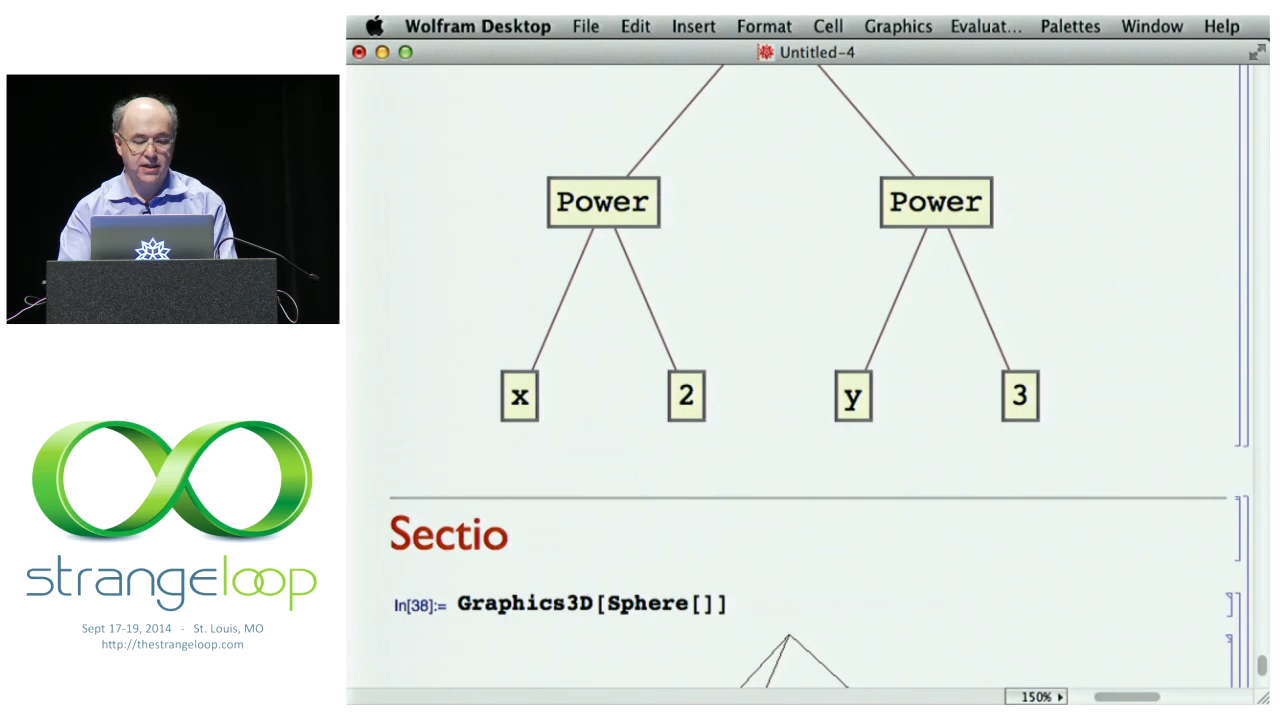 Wolfram Desktop File Edit Insert Format Cell Graphics Evaluat... Palettes Window Help
Untitled-4
Power Power
x 2 y 3
Sectio
In[38]:= Graphics3D[Sphere[]]
150%
strangeloop
Sept 17-19, 2014 - St. Louis, MO
http://thestrangeloop.com